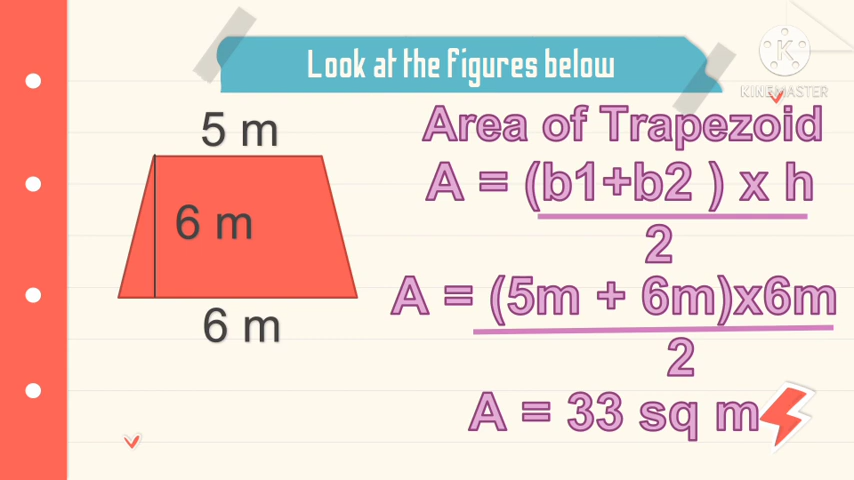 Look at the figures below
K
KINEMASTER
5 m
6 m
6 m
Area of Trapezoid
A = (b1+b2 ) x h
2
A = (5m + 6m)x6m
2
A = 33 sq m